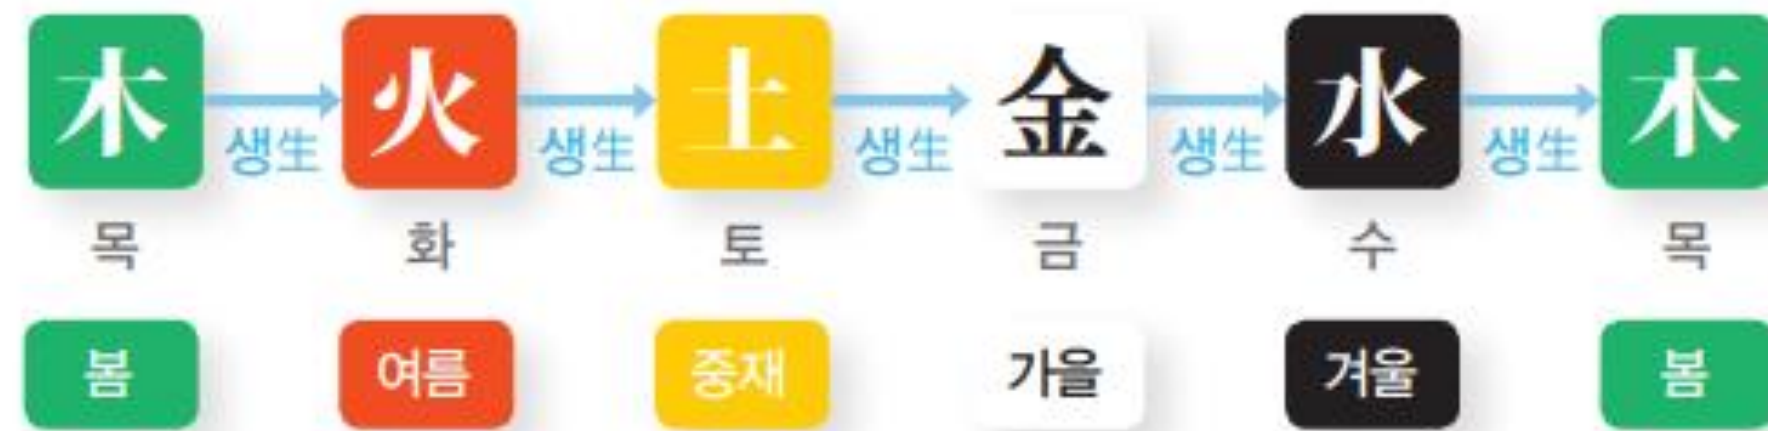 木 火 土 金 水 木
생生 생生 생生 생生 생生
목 화 토 금 수 목
봄 여름 중재 가을 겨울 봄